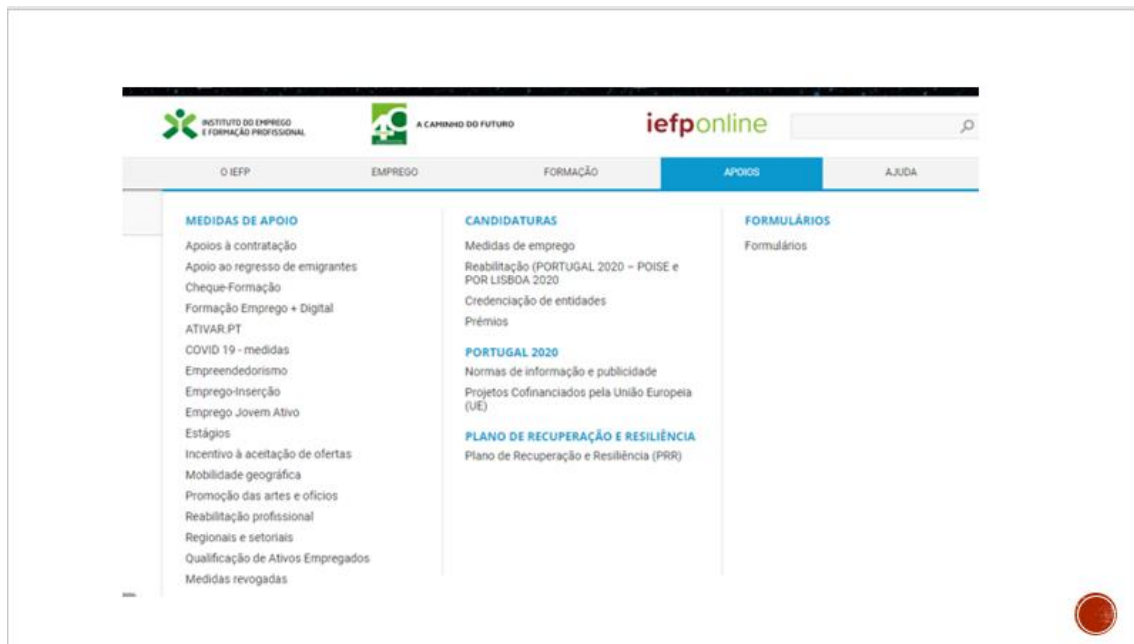 INSTITUTO DO EMPREGO
E FORMAÇÃO PROFISSIONAL
A CAMINHO DO FUTURO
iefponline
O IEFP
EMPREGO
FORMAÇÃO
APOIOS
AJUDA
MEDIDAS DE APOIO
Apoios à contratação
Apoio ao regresso de emigrantes
Cheque-Formação
Formação Emprego + Digital
ATIVAR.PT
COVID 19 - medidas
Empreendedorismo
Emprego-Inserção
Emprego Jovem Ativo
Estágios
Incentivo à aceitação de ofertas
Mobilidade geográfica
Promoção das artes e ofícios
Reabilitação profissional
Regionais e setoriais
Qualificação de Ativos Empregados
Medidas revogadas
CANDIDATURAS
Medidas de emprego
Reabilitação (PORTUGAL 2020 – POISE e
POR LISBOA 2020
Credenciação de entidades
Prémios
PORTUGAL 2020
Normas de informação e publicidade
Projetos Cofinanciados pela União Europeia
(UE)
PLANO DE RECUPERAÇÃO E RESILIÊNCIA
Plano de Recuperação e Resiliência (PRR)
FORMULÁRIOS
Formulários